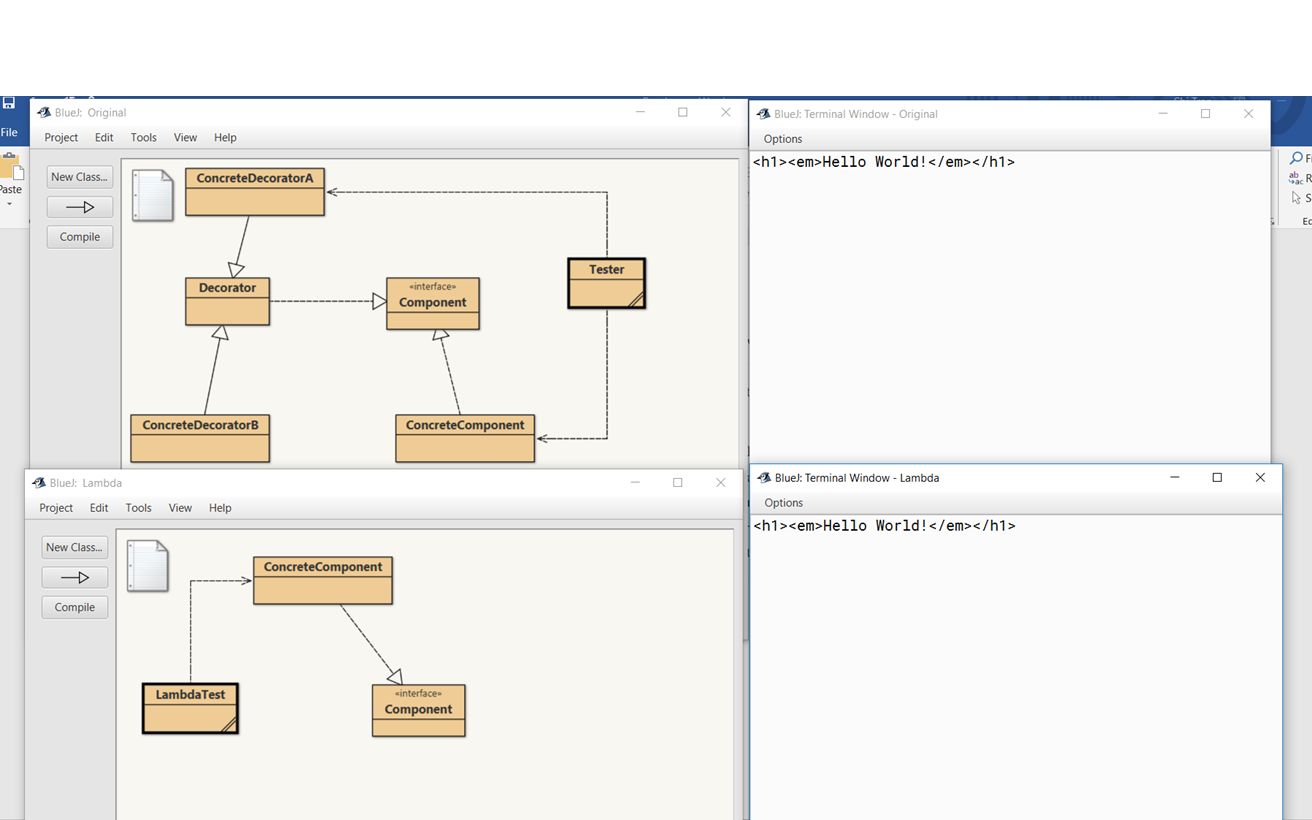 File
Paste
BlueJ: Original
Project Edit Tools View Help
New Class...
Compile
ConcreteDecoratorA
Decorator
«interface»
Component
Tester
ConcreteDecoratorB
ConcreteComponent
BlueJ: Terminal Window - Original
Options
<h1><em>Hello World!</em></h1>
BlueJ: Lambda
Project Edit Tools View Help
New Class...
Compile
ConcreteComponent
LambdaTest
«interface»
Component
BlueJ: Terminal Window - Lambda
Options
<h1><em>Hello World!</em></h1>